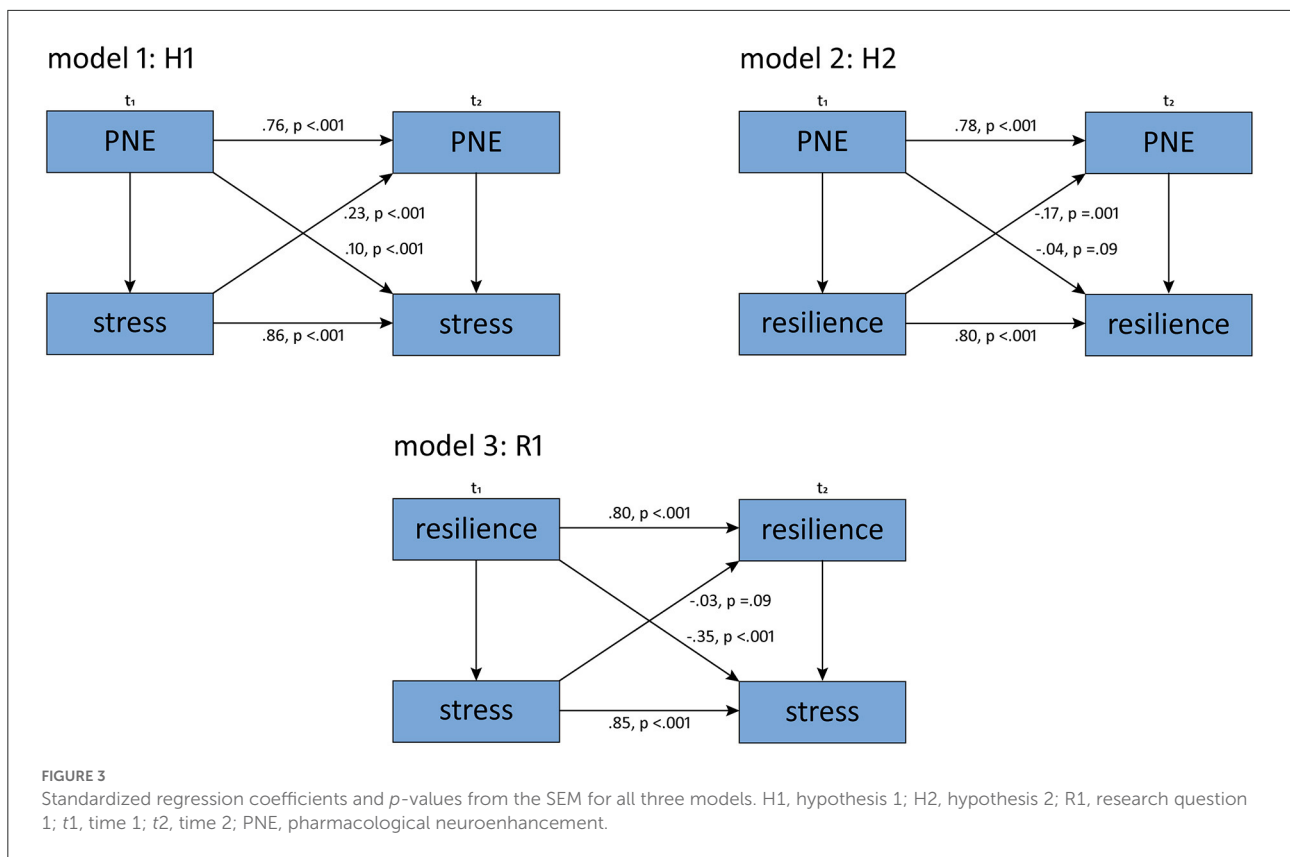 model 1: H1
t₁
t₂
PNE
.76, p <.001
PNE
.23, p <.001
.10, p <.001
stress
.86, p <.001
stress
model 2: H2
t₁
t₂
PNE
.78, p <.001
PNE
-.17, p =.001
-.04, p =.09
resilience
.80, p <.001
resilience
model 3: R1
t₁
t₂
resilience
.80, p <.001
resilience
-.03, p =.09
-.35, p <.001
stress
.85, p <.001
stress
FIGURE 3
Standardized regression coefficients and p-values from the SEM for all three models. H1, hypothesis 1; H2, hypothesis 2; R1, research question
1; t1, time 1; t2, time 2; PNE, pharmacological neuroenhancement.